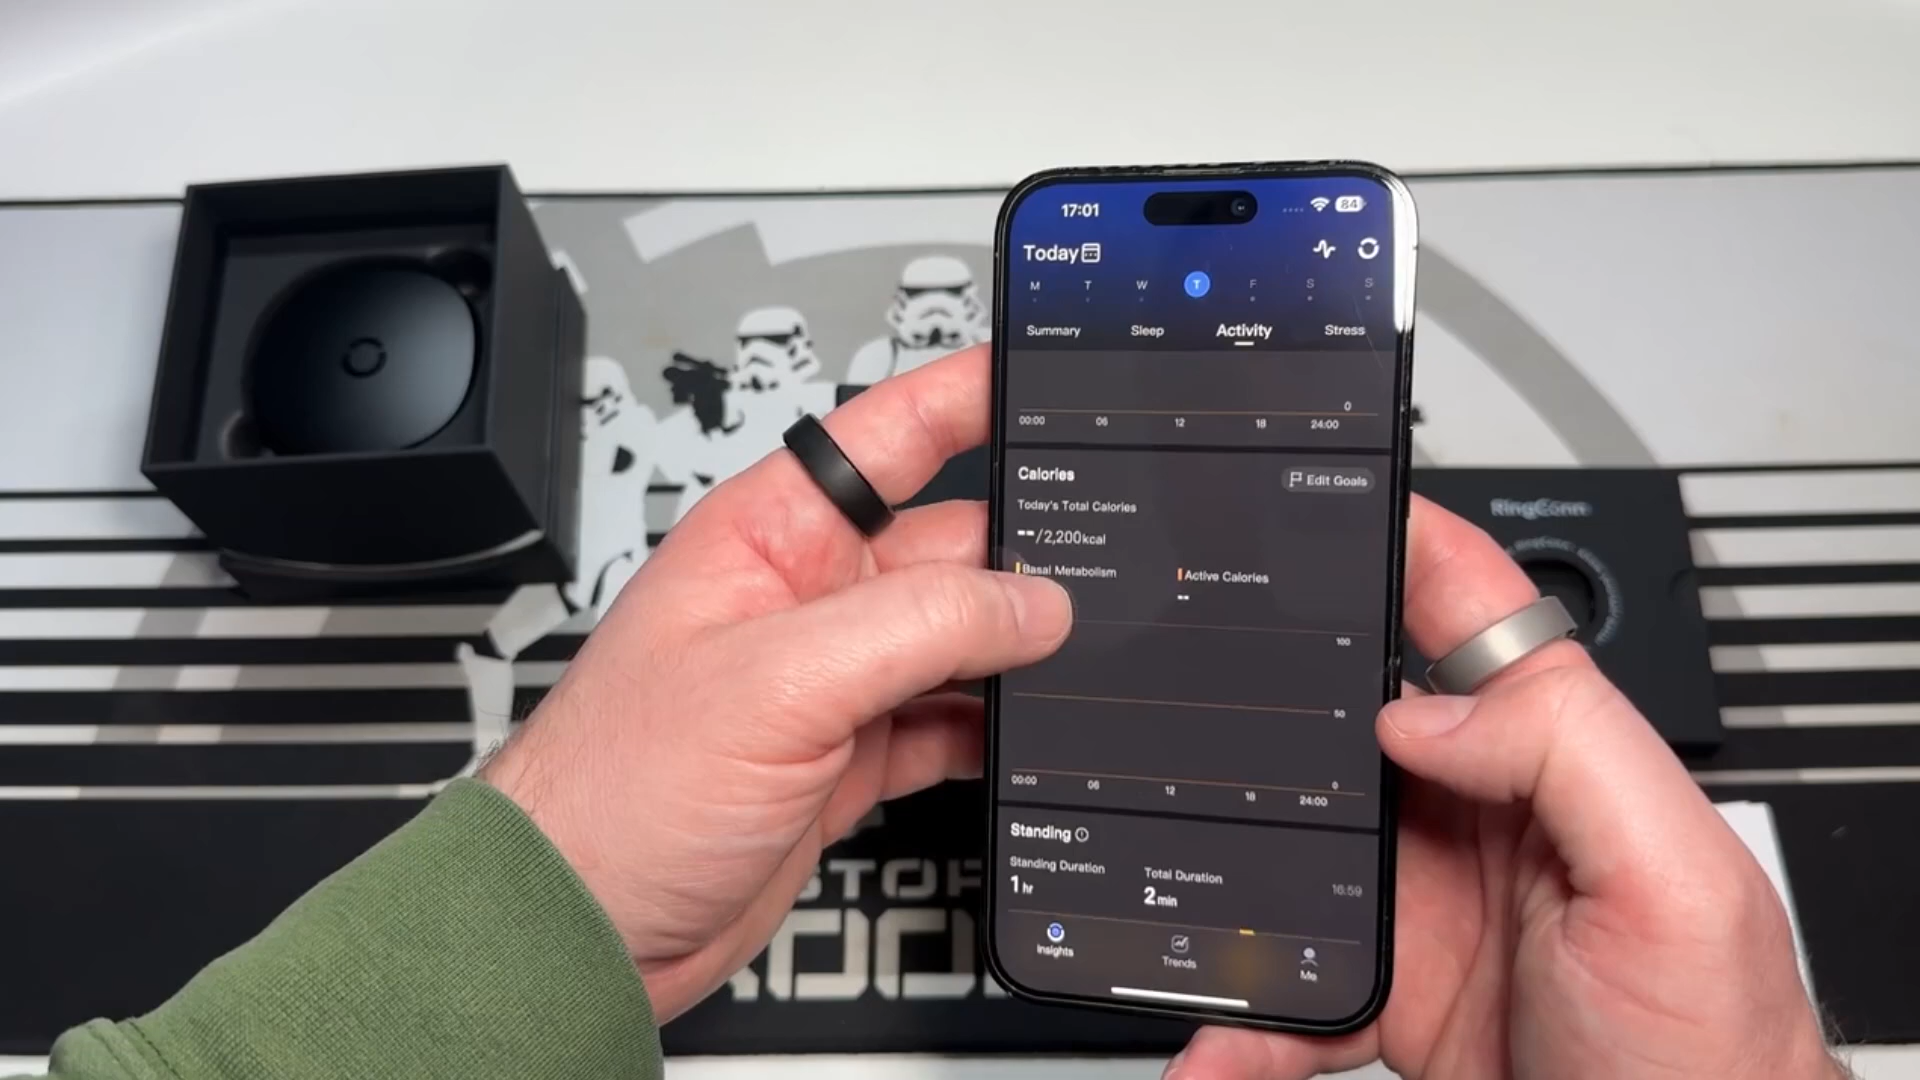 17:01
84
Today
M T W T F S S
Summary Sleep Activity Stress
0
00:00 06 12 18 24:00
Calories
Edit Goals
Today's Total Calories
--/2,200kcal
Basal Metabolism
Active Calories
--
100
50
0
00:00 06 12 18 24:00
Standing
Standing Duration
1 hr
Total Duration
2 min
16:59
Insights Trends Me
RingConn